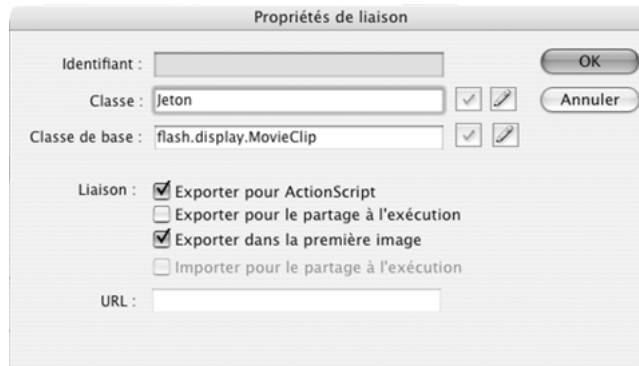 Propriétés de liaison
Identifiant :
OK
Classe : Jeton
Annuler
Classe de base : flash.display.MovieClip
Liaison : Exporter pour ActionScript
Exporter pour le partage à l'exécution
Exporter dans la première image
Importer pour le partage à l'exécution
URL :